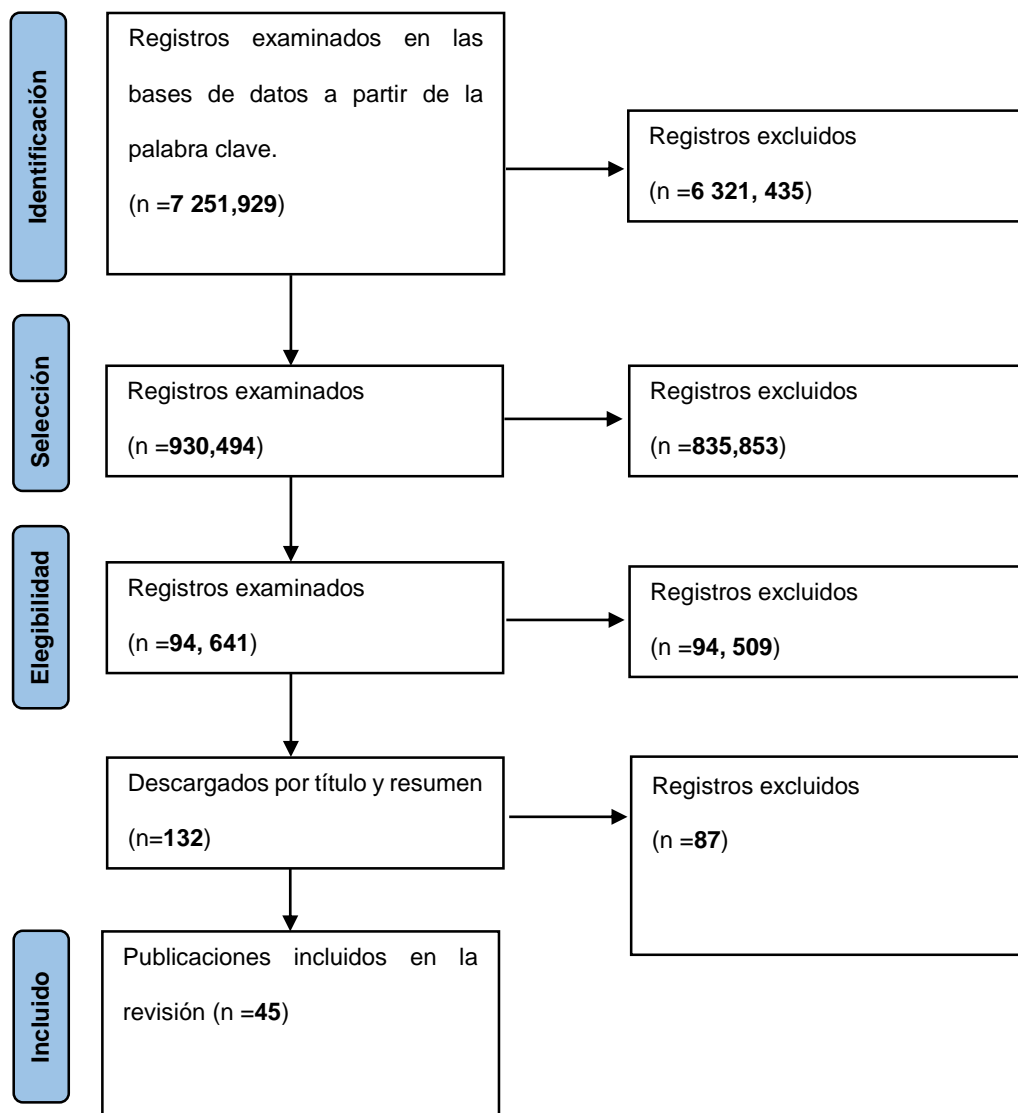 Identificación
Registros examinados en las
bases de datos a partir de la
palabra clave.
(n =7 251,929)
Registros excluidos
(n =6 321, 435)
Selección
Registros examinados
(n =930,494)
Registros excluidos
(n =835,853)
Elegibilidad
Registros examinados
(n =94, 641)
Registros excluidos
(n =94, 509)
Descargados por título y resumen
(n=132)
Registros excluidos
(n =87)
Incluido
Publicaciones incluidos en la
revisión (n =45)